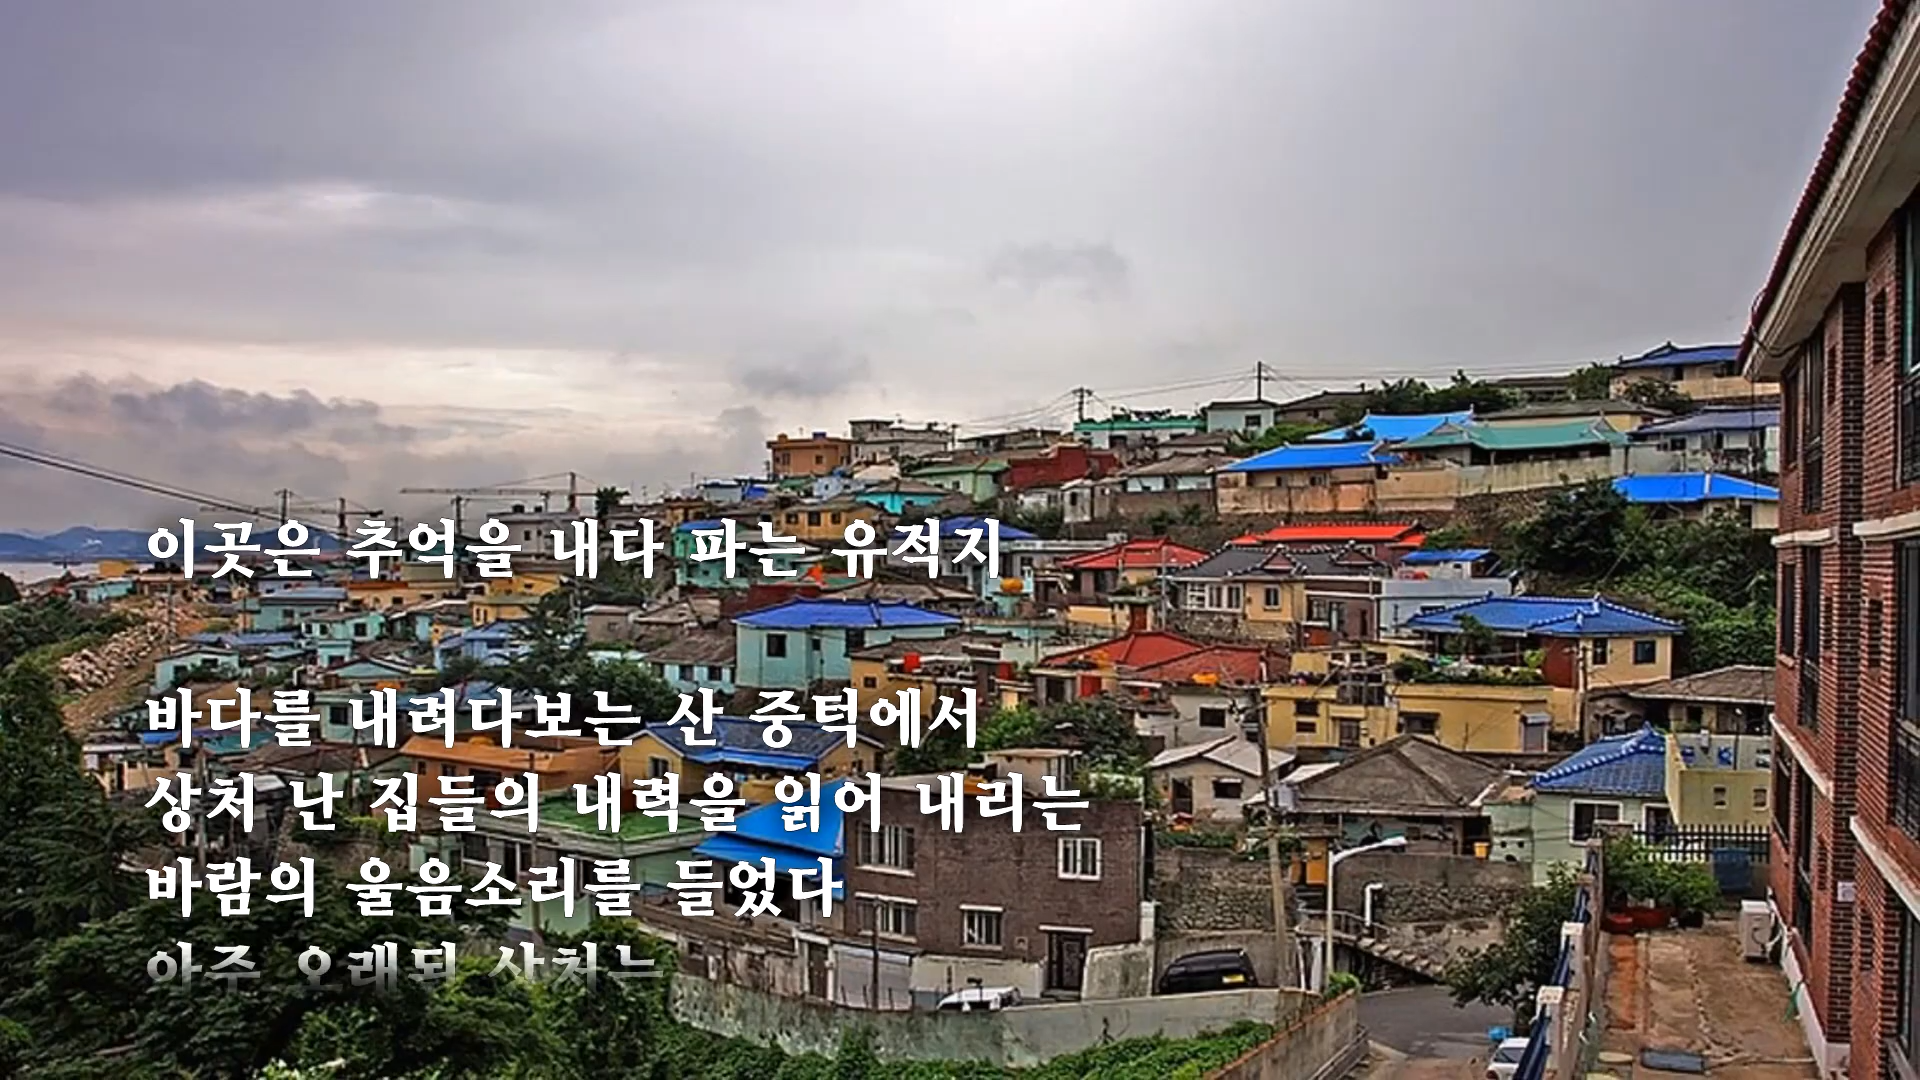 이곳은 추억을 내다 파는 유적지
바다를 내려다보는 산 중턱에서
상처 난 집들의 내력을 읽어 내리는
바람의 울음소리를 들었다
아주 오래된 상처는